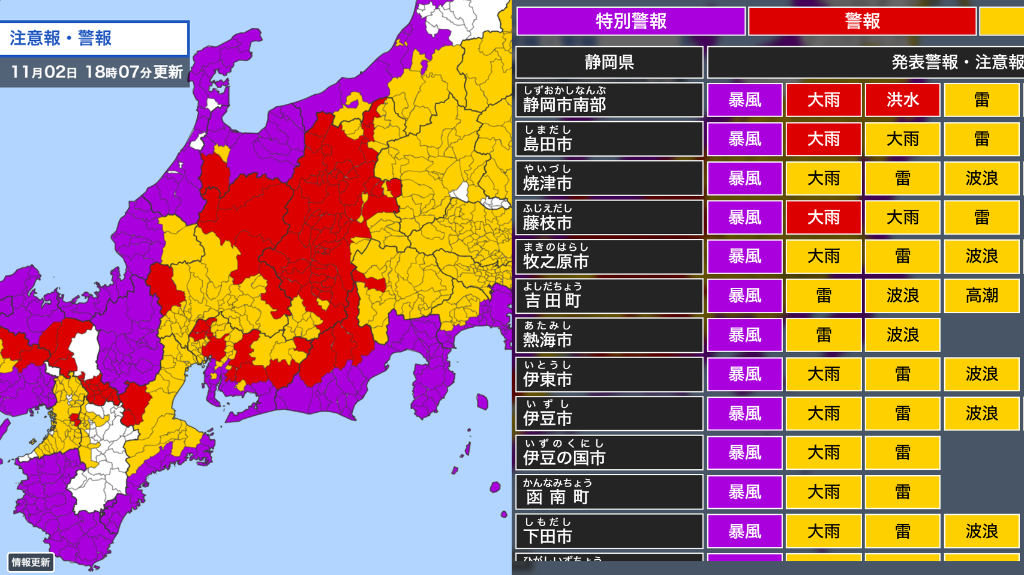 注意報・警報
11月02日 18時07分更新
情報更新
特別警報 警報
静岡県 発表警報・注意報
しずおかしなんぶ
静岡市南部 暴風 大雨 洪水 雷
しまだし
島田市 暴風 大雨 大雨 雷
やいづし
焼津市 暴風 大雨 雷 波浪
ふじえだし
藤枝市 暴風 大雨 大雨 雷
まきのはらし
牧之原市 暴風 大雨 雷 波浪
よしだちょう
吉田町 暴風 雷 波浪 高潮
あたみし
熱海市 暴風 雷 波浪
いとうし
伊東市 暴風 大雨 雷 波浪
いずし
伊豆市 暴風 大雨 雷 波浪
いずのくにし
伊豆の国市 暴風 大雨 雷
かんなみちょう
函南町 暴風 大雨 雷
しもだし
下田市 暴風 大雨 雷 波浪
ひがしいずちょう